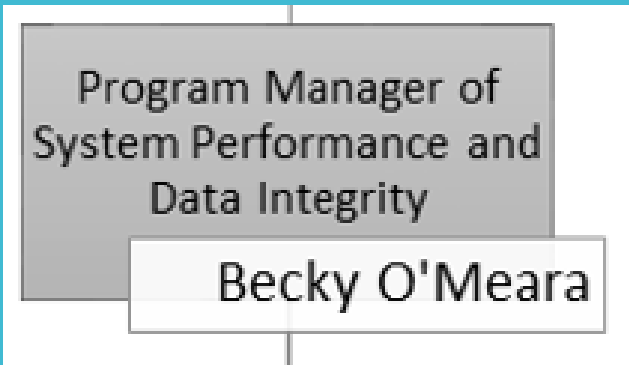 Program Manager of
System Performance and
Data Integrity
Becky O'Meara